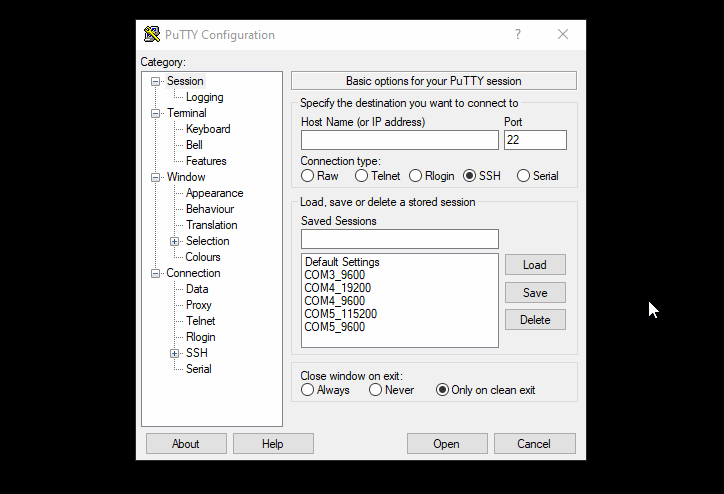 PuTTY Configuration
?
Category:
Session
Logging
Terminal
Keyboard
Bell
Features
Window
Appearance
Behaviour
Translation
Selection
Colours
Connection
Data
Proxy
Telnet
Rlogin
SSH
Serial
Basic options for your PuTTY session
Specify the destination you want to connect to
Host Name (or IP address) Port
22
Connection type:
Raw Telnet Rlogin SSH Serial
Load, save or delete a stored session
Saved Sessions
Default Settings
COM3_9600
COM4_19200
COM4_9600
COM5_115200
COM5_9600
Load
Save
Delete
Close window on exit:
Always Never Only on clean exit
About Help Open Cancel